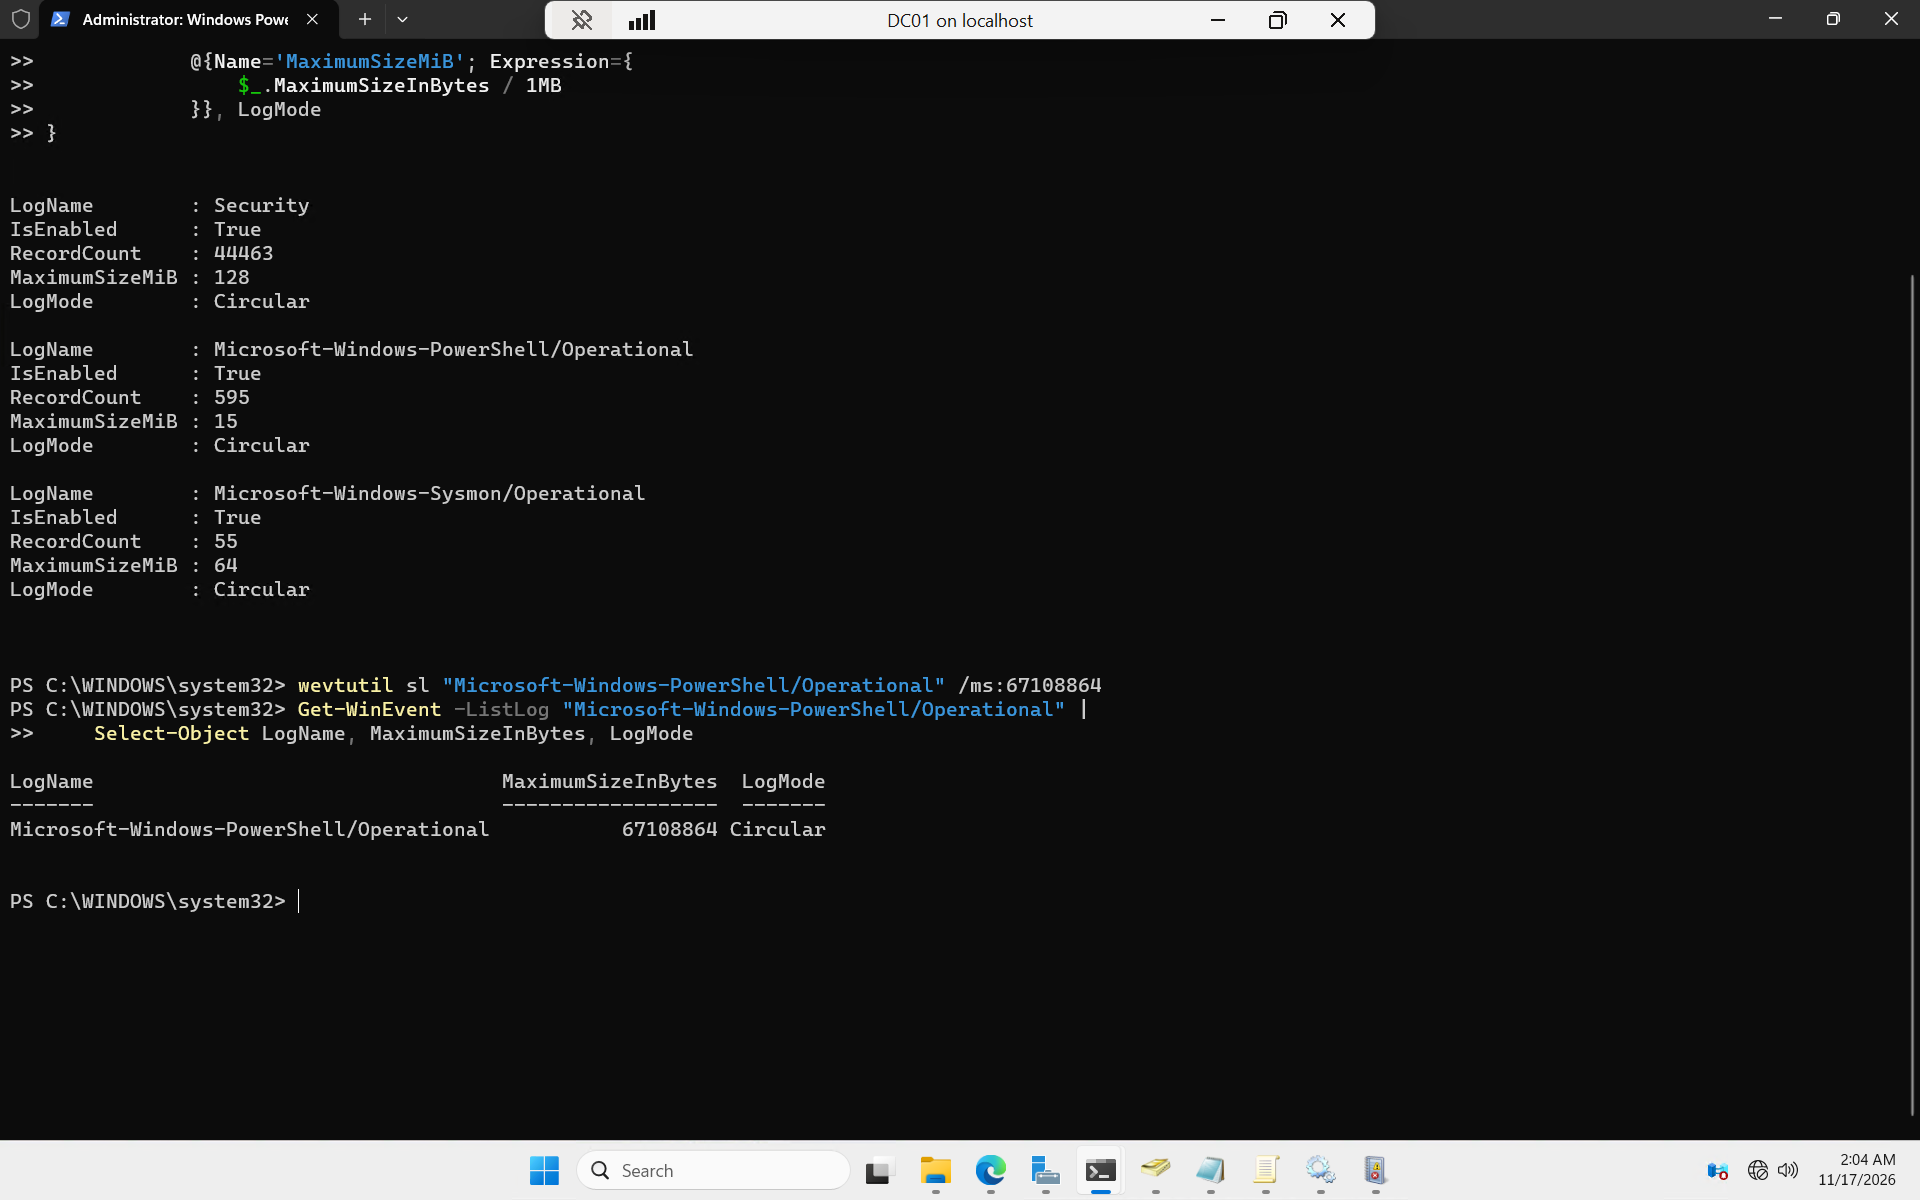 Administrator: Windows Powe
DC01 on localhost
>>             @{Name='MaximumSizeMiB'; Expression={
>>                 $_.MaximumSizeInBytes / 1MB
>>             }}, LogMode
>> }
LogName        : Security
IsEnabled      : True
RecordCount    : 44463
MaximumSizeMiB : 128
LogMode        : Circular
LogName        : Microsoft-Windows-PowerShell/Operational
IsEnabled      : True
RecordCount    : 595
MaximumSizeMiB : 15
LogMode        : Circular
LogName        : Microsoft-Windows-Sysmon/Operational
IsEnabled      : True
RecordCount    : 55
MaximumSizeMiB : 64
LogMode        : Circular
PS C:\WINDOWS\system32> wevtutil sl "Microsoft-Windows-PowerShell/Operational" /ms:67108864
PS C:\WINDOWS\system32> Get-WinEvent -ListLog "Microsoft-Windows-PowerShell/Operational" |
>>     Select-Object LogName, MaximumSizeInBytes, LogMode
LogName                                  MaximumSizeInBytes  LogMode
-------                                  ------------------  -------
Microsoft-Windows-PowerShell/Operational           67108864 Circular
PS C:\WINDOWS\system32>
Search
2:04 AM
11/17/2026